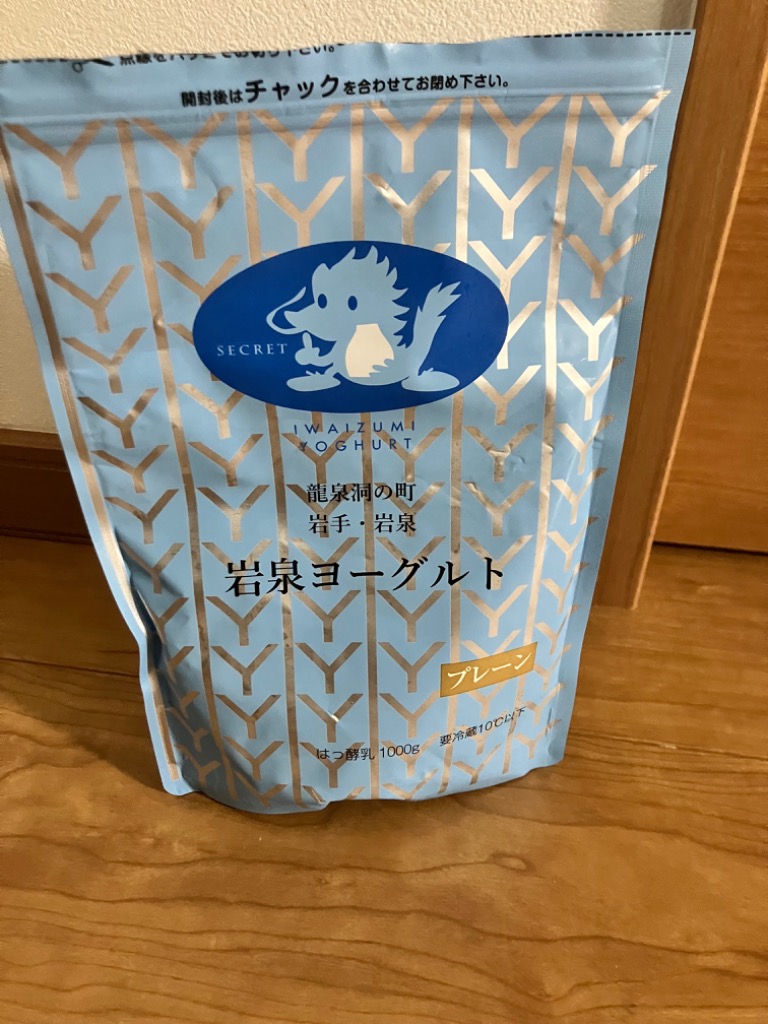 開封後はチャックを合わせてお閉め下さい。
SECRET
IWAIZUMI
YOGHURT
龍泉洞の町
岩手・岩泉
岩泉ヨーグルト
プレーン
はっ酵乳 1000g 要冷蔵10℃以下